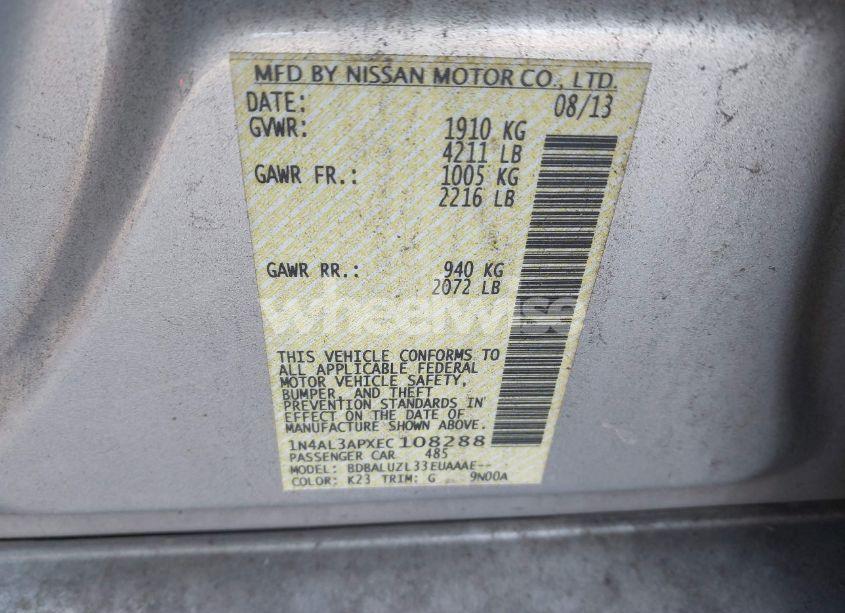 MFD BY NISSAN MOTOR CO., LTD.
DATE: 08/13
GVWR: 1910 KG
4211 LB
GAWR FR.: 1005 KG
2216 LB
GAWR RR.: 940 KG
2072 LB
wheelwise
THIS VEHICLE CONFORMS TO
ALL APPLICABLE FEDERAL
MOTOR VEHICLE SAFETY,
BUMPER, AND THEFT
PREVENTION STANDARDS IN
EFFECT ON THE DATE OF
MANUFACTURE SHOWN ABOVE.
1N4AL3APXEC108288
PASSENGER CAR 485
MODEL: BDBALUZL33EUAAAE--
COLOR: K23 TRIM: G 9N00A